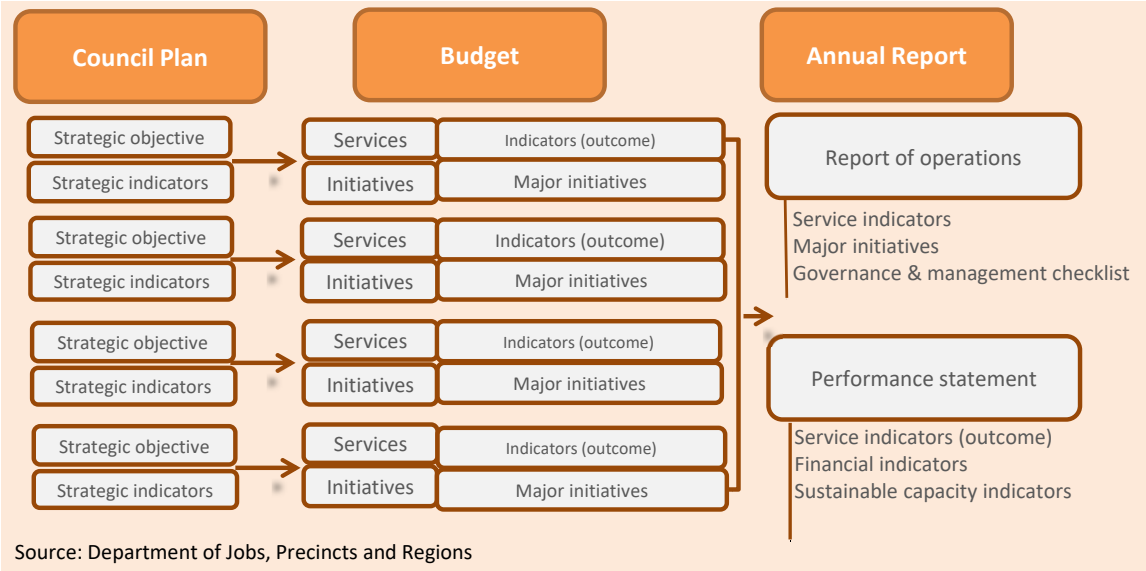 Council Plan
Budget
Annual Report
Strategic objective
Strategic indicators
Services
Indicators (outcome)
Initiatives
Major initiatives
Strategic objective
Strategic indicators
Services
Indicators (outcome)
Initiatives
Major initiatives
Strategic objective
Strategic indicators
Services
Indicators (outcome)
Initiatives
Major initiatives
Strategic objective
Strategic indicators
Services
Indicators (outcome)
Initiatives
Major initiatives
Report of operations
Service indicators
Major initiatives
Governance & management checklist
Performance statement
Service indicators (outcome)
Financial indicators
Sustainable capacity indicators
Source: Department of Jobs, Precincts and Regions